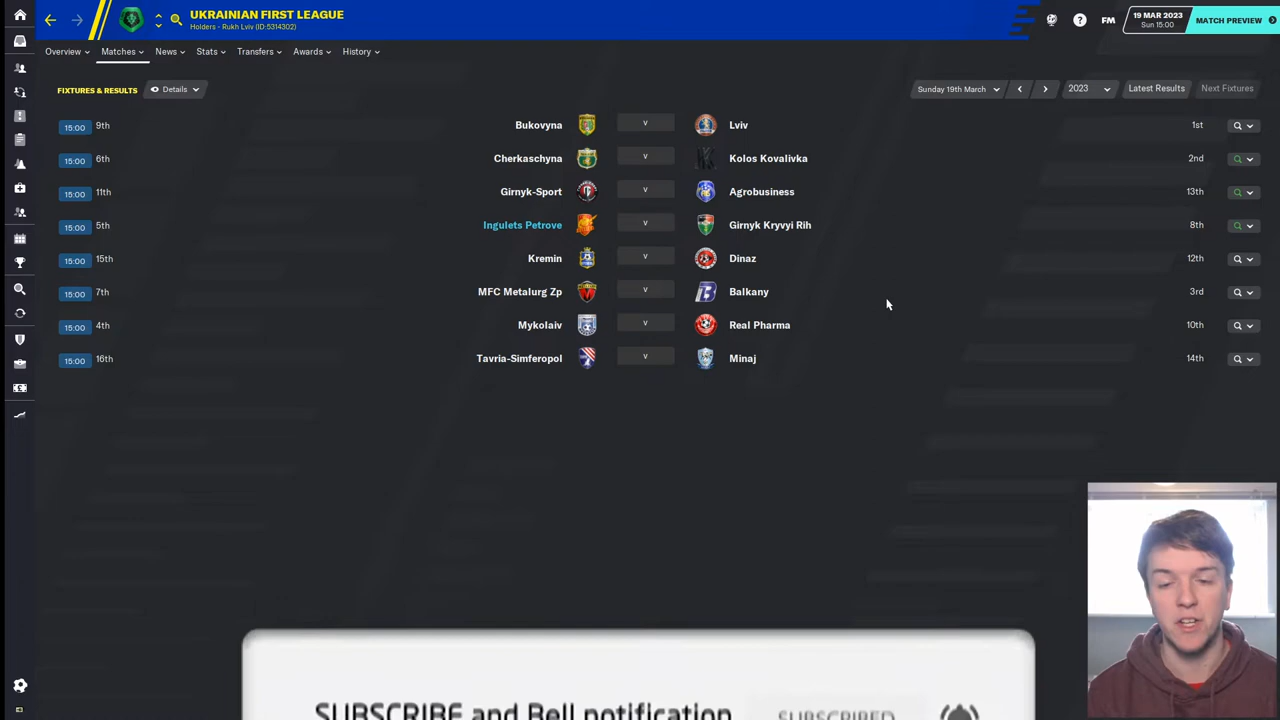 UKRAINIAN FIRST LEAGUE
Holders - Rukh Lviv (ID:5314302)
FM
19 MAR 2023
Sun 15:00
MATCH PREVIEW
Overview Matches News Stats Transfers Awards History
FIXTURES & RESULTS Details Sunday 19th March 2023 Latest Results Next Fixtures
15:00 9th Bukovyna v Lviv 1st
15:00 6th Cherkaschyna v Kolos Kovalivka 2nd
15:00 11th Girnyk-Sport v Agrobusiness 13th
15:00 5th Ingulets Petrove v Girnyk Kryvyi Rih 8th
15:00 15th Kremin v Dinaz 12th
15:00 7th MFC Metalurg Zp v Balkany 3rd
15:00 4th Mykolaiv v Real Pharma 10th
15:00 16th Tavria-Simferopol v Minaj 14th
SUBSCRIBE and Bell notification SUBSCRIBED